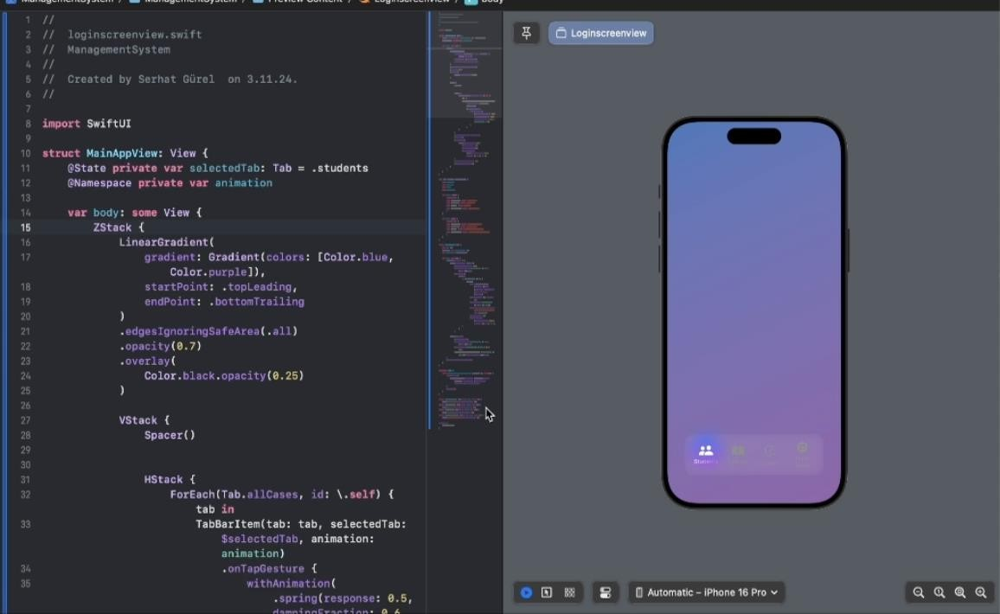 ManagementSystem
ManagementSystem
Preview Content
Loginscreenview
body
1 //
2 //  loginscreenview.swift
3 //  ManagementSystem
4 //
5 //  Created by Serhat Gürel  on 3.11.24.
6 //
7
8 import SwiftUI
9
10 struct MainAppView: View {
11 @State private var selectedTab: Tab = .students
12 @Namespace private var animation
13
14 var body: some View {
15 ZStack {
16 LinearGradient(
17 gradient: Gradient(colors: [Color.blue,
Color.purple]),
18 startPoint: .topLeading,
19 endPoint: .bottomTrailing
20 )
21 .edgesIgnoringSafeArea(.all)
22 .opacity(0.7)
23 .overlay(
24 Color.black.opacity(0.25)
25 )
26
27 VStack {
28 Spacer()
29
30
31 HStack {
32 ForEach(Tab.allCases, id: \.self) {
tab in
33 TabBarItem(tab: tab, selectedTab:
$selectedTab, animation:
animation)
34 .onTapGesture {
35 withAnimation(
.spring(response: 0.5,
dampingFraction: 0.6
Loginscreenview
Students
Automatic – iPhone 16 Pro